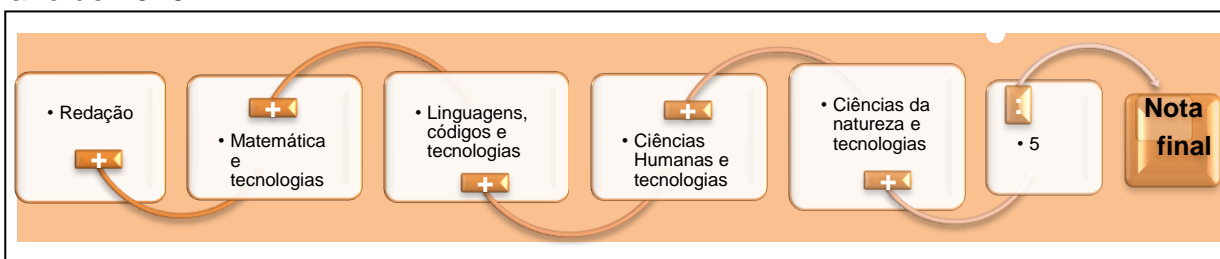 • Redação
+
+
• Matemática
e
tecnologias
• Linguagens,
códigos e
tecnologias
+
+
• Ciências
Humanas e
tecnologias
• Ciências da
natureza e
tecnologias
+
:
• 5
Nota
final